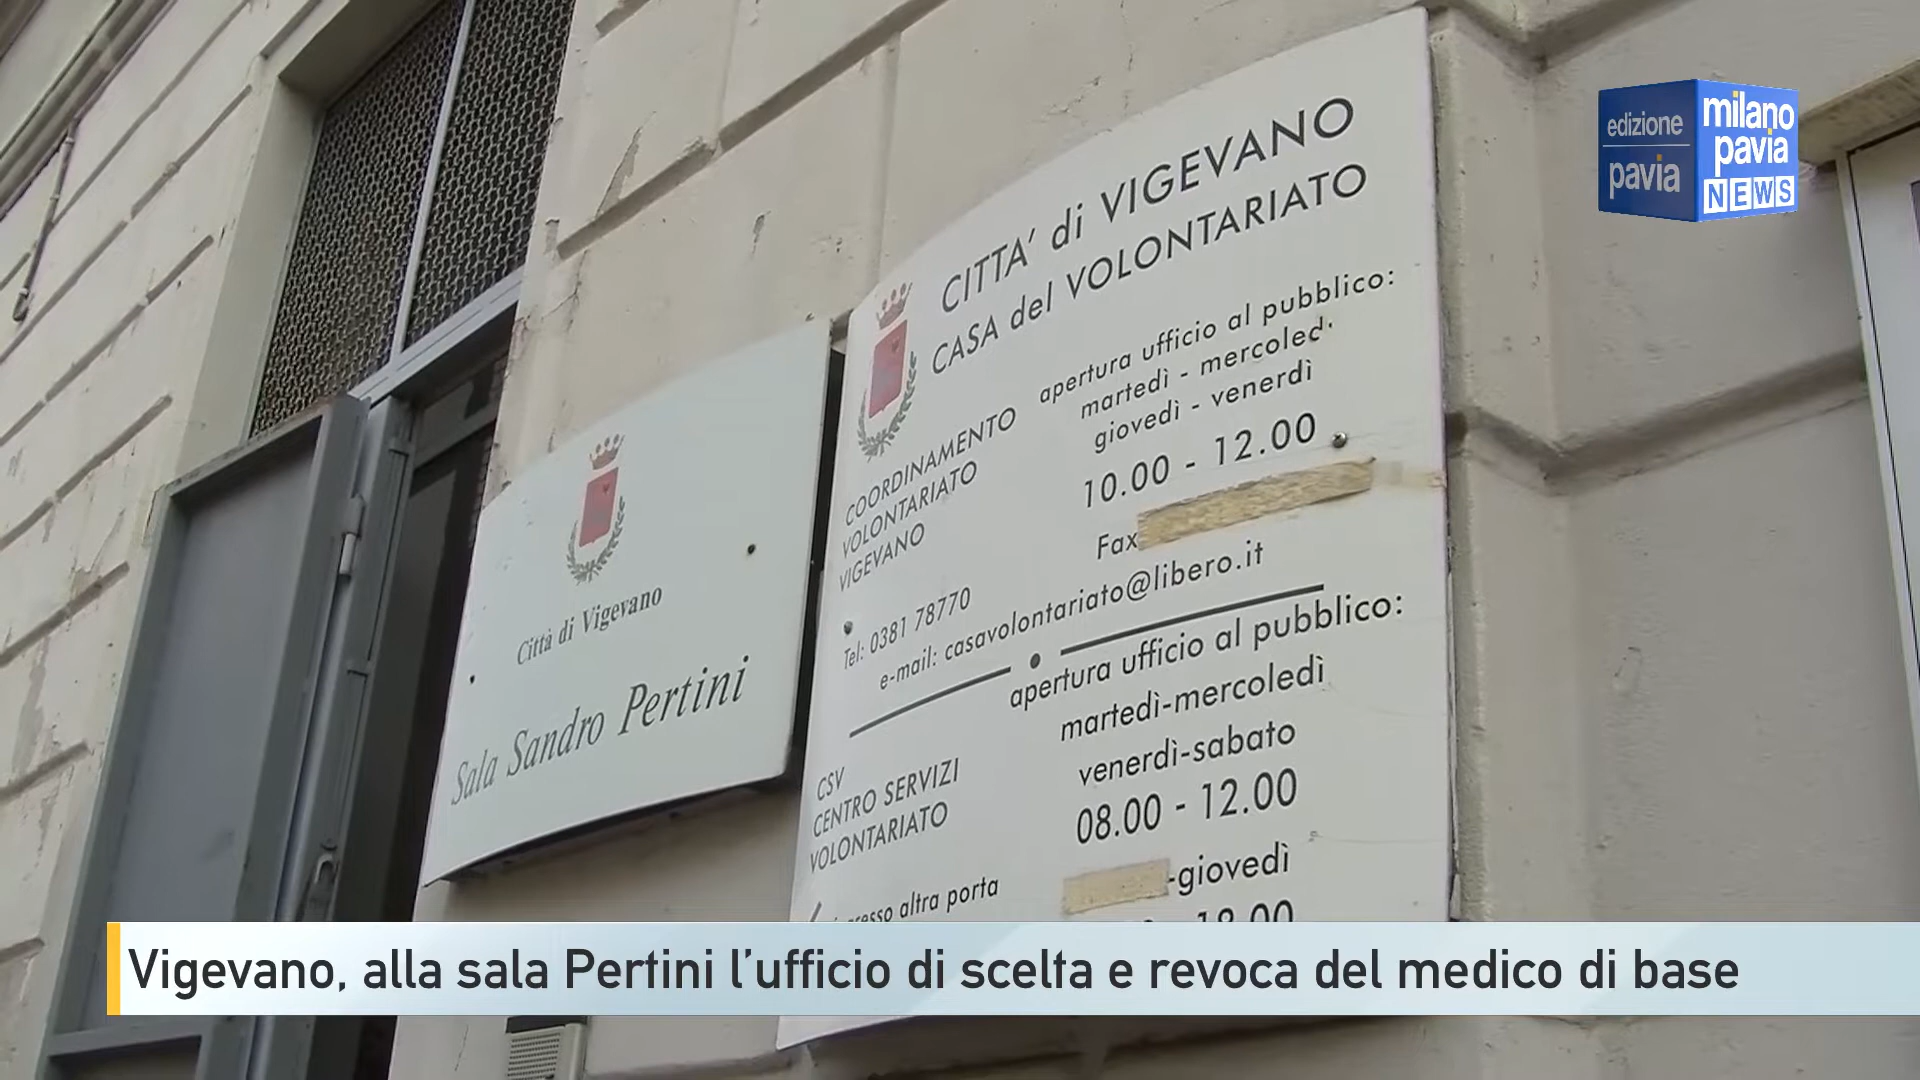 edizione
pavia
milano
pavia
NEWS
Città di Vigevano
Sala Sandro Pertini
CITTA' di VIGEVANO
CASA del VOLONTARIATO
COORDINAMENTO
VOLONTARIATO
VIGEVANO
apertura ufficio al pubblico:
martedì - 
giovedì - venerdì
10.00 - 12.00
Fax
Tel: 0381 78770
e-mail: casavolontariato@libero.it
CSV
CENTRO SERVIZI
VOLONTARIATO
apertura ufficio al pubblico:
martedì-mercoledì
venerdì-sabato
08.00 - 12.00
-giovedì
altra porta
Vigevano, alla sala Pertini l'ufficio di scelta e revoca del medico di base